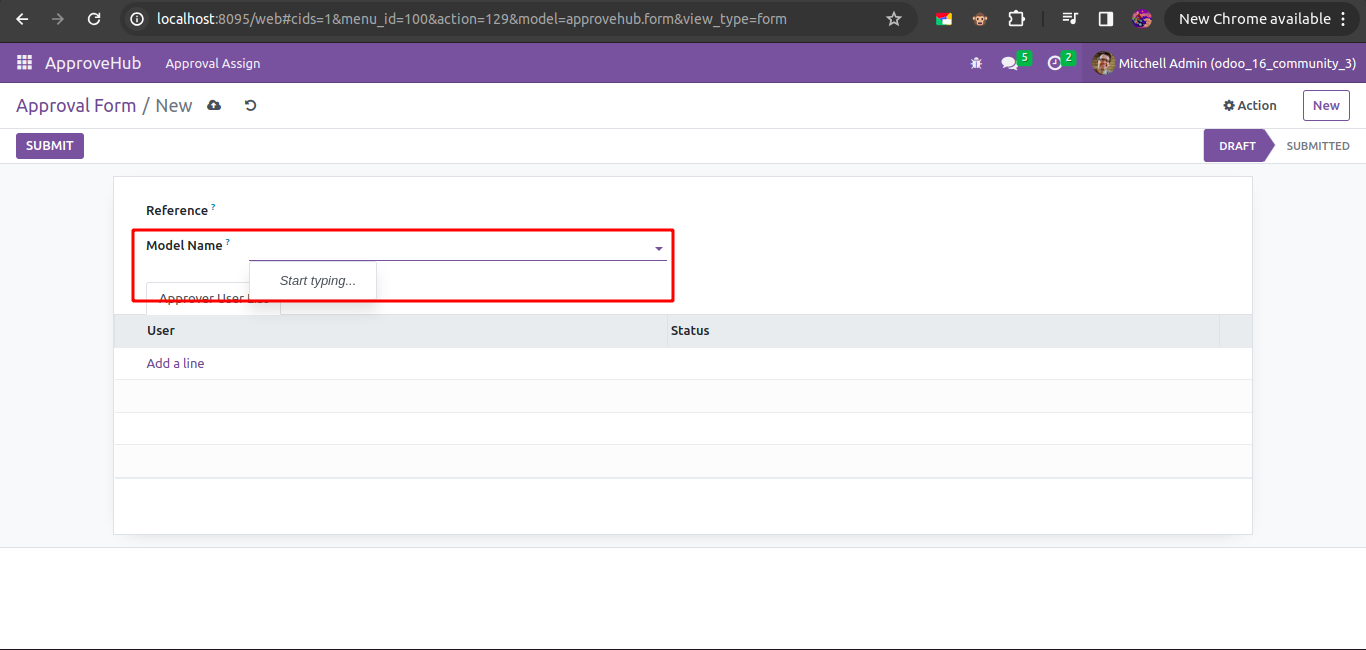 localhost:8095/web#cids=1&menu_id=100&action=129&model=approvehub.form&view_type=form
New Chrome available
ApproveHub
Approval Assign
5
2
Mitchell Admin (odoo_16_community_3)
Approval Form / New
Action
New
SUBMIT
DRAFT
SUBMITTED
Reference ?
Model Name ?
Start typing...
Approver User List
User
Status
Add a line